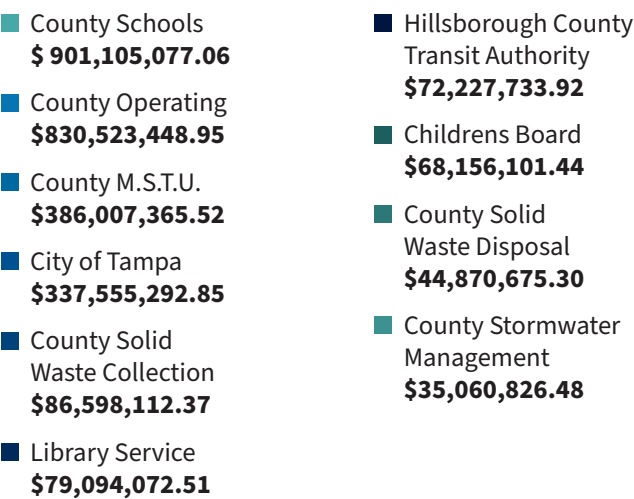 County Schools
$ 901,105,077.06
County Operating
$830,523,448.95
County M.S.T.U.
$386,007,365.52
City of Tampa
$337,555,292.85
County Solid
Waste Collection
$86,598,112.37
Library Service
$79,094,072.51
Hillsborough County
Transit Authority
$72,227,733.92
Childrens Board
$68,156,101.44
County Solid
Waste Disposal
$44,870,675.30
County Stormwater
Management
$35,060,826.48